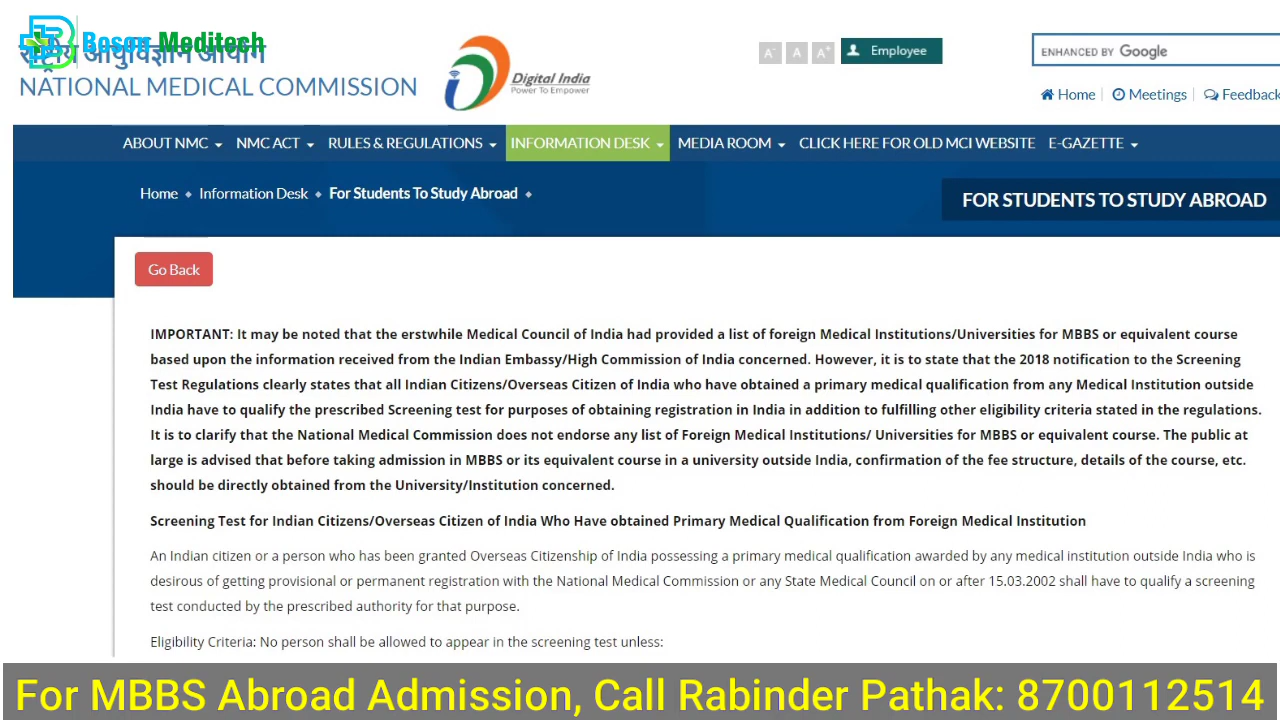 Boson Meditech
राष्ट्रीय आयुर्विज्ञान आयोग
NATIONAL MEDICAL COMMISSION
Digital India
Power To Empower
A- A A+
Employee
ENHANCED BY Google
Home Meetings Feedback
ABOUT NMC NMC ACT RULES & REGULATIONS INFORMATION DESK MEDIA ROOM CLICK HERE FOR OLD MCI WEBSITE E-GAZETTE
Home Information Desk For Students To Study Abroad
FOR STUDENTS TO STUDY ABROAD
Go Back
IMPORTANT: It may be noted that the erstwhile Medical Council of India had provided a list of foreign Medical Institutions/Universities for MBBS or equivalent course
based upon the information received from the Indian Embassy/High Commission of India concerned. However, it is to state that the 2018 notification to the Screening
Test Regulations clearly states that all Indian Citizens/Overseas Citizen of India who have obtained a primary medical qualification from any Medical Institution outside
India have to qualify the prescribed Screening test for purposes of obtaining registration in India in addition to fulfilling other eligibility criteria stated in the regulations.
It is to clarify that the National Medical Commission does not endorse any list of Foreign Medical Institutions/ Universities for MBBS or equivalent course. The public at
large is advised that before taking admission in MBBS or its equivalent course in a university outside India, confirmation of the fee structure, details of the course, etc.
should be directly obtained from the University/Institution concerned.
Screening Test for Indian Citizens/Overseas Citizen of India Who Have obtained Primary Medical Qualification from Foreign Medical Institution
An Indian citizen or a person who has been granted Overseas Citizenship of India possessing a primary medical qualification awarded by any medical institution outside India who is
desirous of getting provisional or permanent registration with the National Medical Commission or any State Medical Council on or after 15.03.2002 shall have to qualify a screening
test conducted by the prescribed authority for that purpose.
Eligibility Criteria: No person shall be allowed to appear in the screening test unless:
For MBBS Abroad Admission, Call Rabinder Pathak: 8700112514